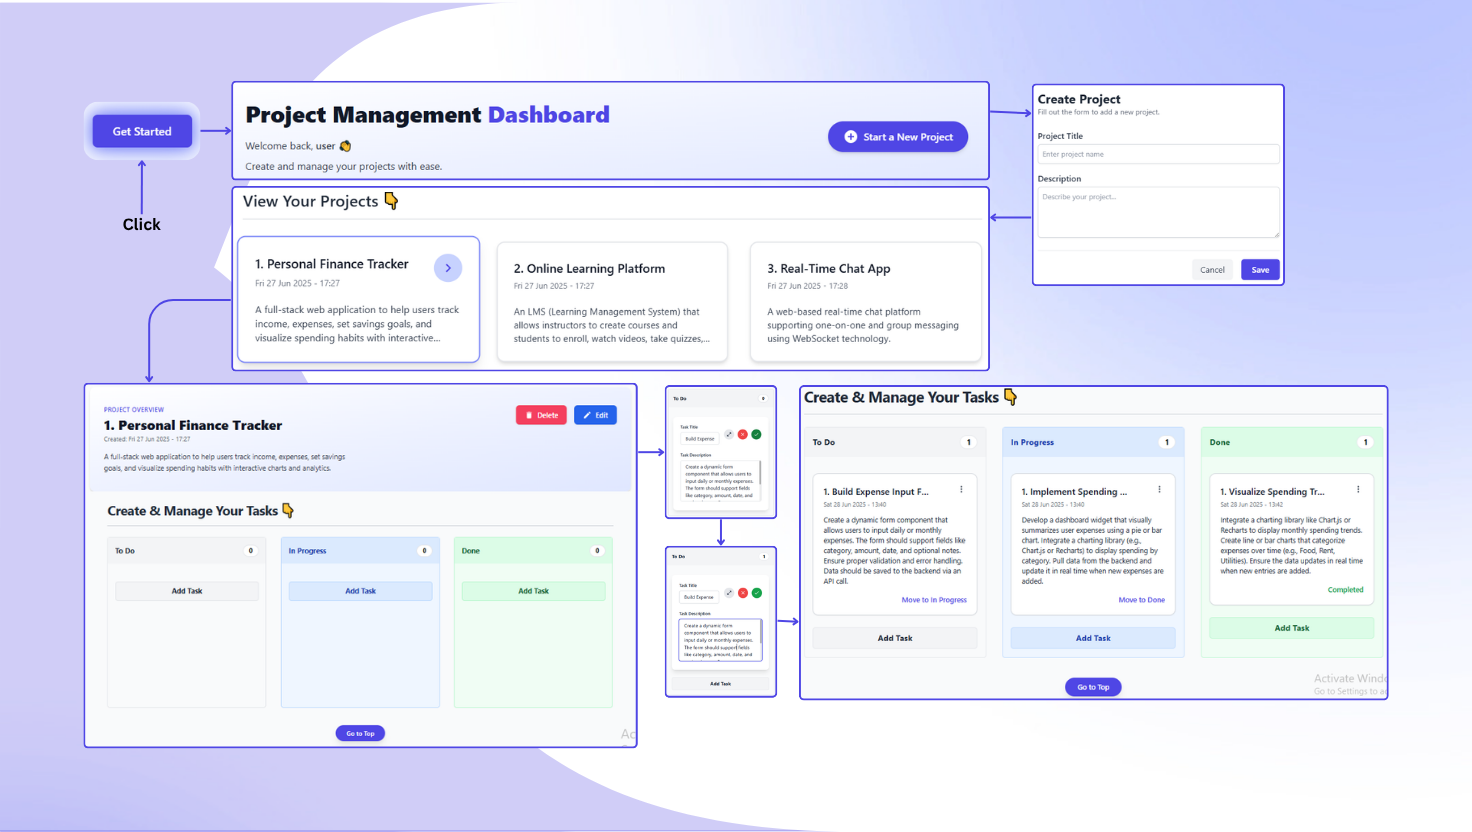 Get Started
Click
Project Management Dashboard
Welcome back, user
Create and manage your projects with ease.
Start a New Project
Create Project
Fill out the form to add a new project.
Project Title
Enter project name
Description
Describe your project...
Cancel
Save
View Your Projects
1. Personal Finance Tracker
Fri 27 Jun 2025 - 17:27
A full-stack web application to help users track
income, expenses, set savings goals, and
visualize spending habits with interactive...
2. Online Learning Platform
Fri 27 Jun 2025 - 17:27
An LMS (Learning Management System) that
allows instructors to create courses and
students to enroll, watch videos, take quizzes,...
3. Real-Time Chat App
Fri 27 Jun 2025 - 17:28
A web-based real-time chat platform
supporting one-on-one and group messaging
using WebSocket technology.
PROJECT OVERVIEW
1. Personal Finance Tracker
Created: Fri 27 Jun 2025 - 17:27
A full-stack web application to help users track income, expenses, set savings
goals, and visualize spending habits with interactive charts and analytics.
Delete
Edit
Create & Manage Your Tasks
To Do
0
In Progress
0
Done
0
Add Task
Add Task
Add Task
Go to Top
Ac
To Do
0
Task Title
Build Expense
Task Description
Create a dynamic form
component that allows users to
input daily or monthly expenses.
The form should support fields
like category, amount, date, and
To Do
1
Task Title
Build Expense
Task Description
Create a dynamic form
component that allows users to
input daily or monthly expenses.
The form should support fields
like category, amount, date, and
Add Task
Create & Manage Your Tasks
To Do
1
1. Build Expense Input F...
Sat 28 Jun 2025 - 13:40
Create a dynamic form component that
allows users to input daily or monthly
expenses. The form should support fields like
category, amount, date, and optional notes.
Ensure proper validation and error handling.
Data should be saved to the backend via an
API call.
Move to In Progress
Add Task
In Progress
1
1. Implement Spending ...
Sat 28 Jun 2025 - 13:40
Develop a dashboard widget that visually
summarizes user expenses using a pie or bar
chart. Integrate a charting library (e.g.,
Chart.js or Recharts) to display spending by
category. Pull data from the backend and
update it in real time when new expenses are
added.
Move to Done
Add Task
Done
1
1. Visualize Spending Tr...
Sat 28 Jun 2025 - 13:42
Integrate a charting library like Chart.js or
Recharts to display monthly spending trends.
Create line or bar charts that categorize
expenses over time (e.g., Food, Rent,
Utilities). Ensure the data updates in real time
when new entries are added.
Completed
Add Task
Go to Top
Activate Windo
Go to Settings to a